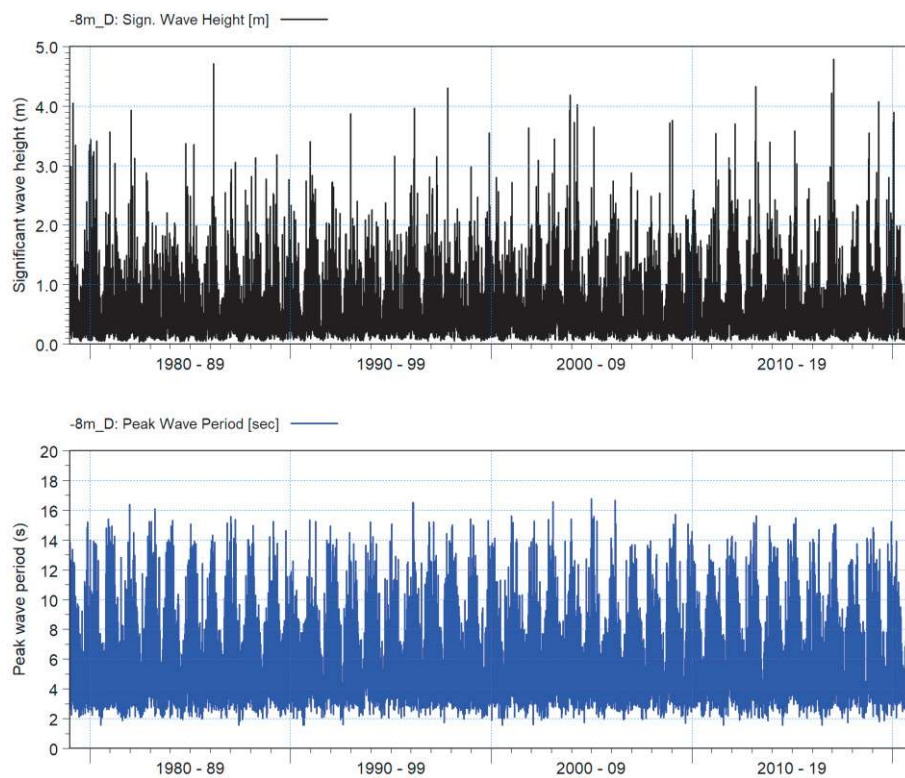 -8m_D: Sign. Wave Height [m]
5.0
4.0
3.0
2.0
1.0
0.0
Significant wave height (m)
1980 - 89 1990 - 99 2000 - 09 2010 - 19
-8m_D: Peak Wave Period [sec]
20
18
16
14
12
10
8
6
4
2
0
Peak wave period (s)
1980 - 89 1990 - 99 2000 - 09 2010 - 19